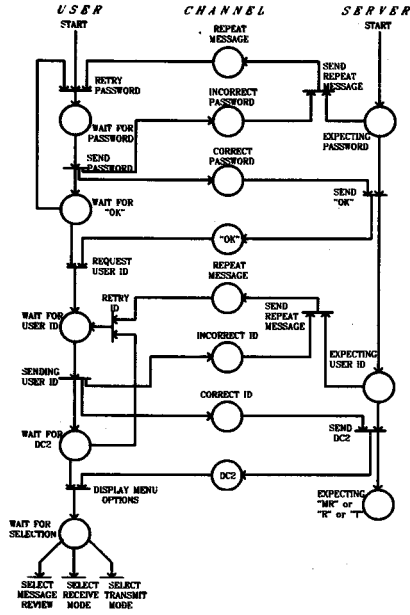 USER CHANNEL SERVER
START
START
REPEAT
MESSAGE
RETRY
PASSWORD
SEND
REPEAT
MESSAGE
INCORRECT
PASSWORD
WAIT FOR
PASSWORD
EXPECTING
PASSWORD
SEND
PASSWORD
CORRECT
PASSWORD
WAIT FOR
"OK"
SEND
"OK"
"OK"
REQUEST
USER ID
REPEAT
MESSAGE
RETRY
ID
SEND
REPEAT
MESSAGE
WAIT FOR
USER ID
INCORRECT ID
EXPECTING
USER ID
SENDING
USER ID
CORRECT ID
WAIT FOR
DC2
SEND
DC2
DC2
DISPLAY MENU
OPTIONS
EXPECTING
"MR" or
"R" or "T"
WAIT FOR
SELECTION
SELECT
MESSAGE
REVIEW
SELECT
RECEIVE
MODE
SELECT
TRANSMIT
MODE